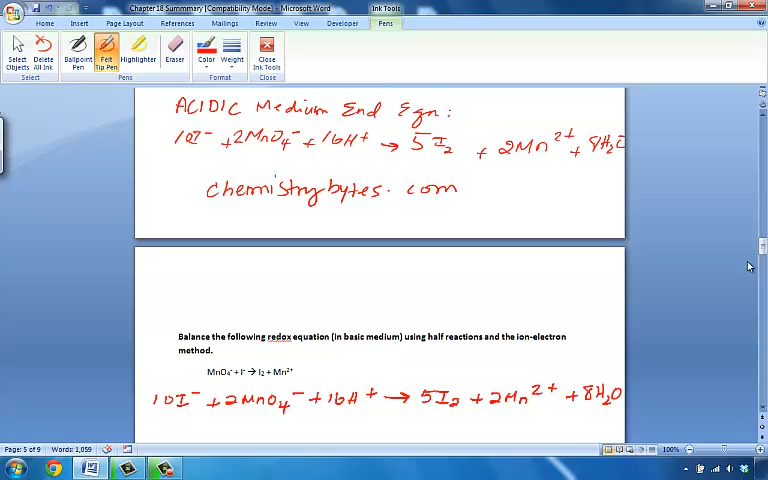 Chapter18 Summmary [Compatibility Mode] - Microsoft Word
Ink Tools
Home Insert Page Layout References Mailings Review View Developer Pens
Select Objects
Delete All Ink
Ballpoint Pen
Felt Tip Pen
Highlighter
Eraser
Color
Weight
Close Ink Tools
Select Pens Format Close
ACIDIC Medium End Eqn:
10I⁻ + 2MnO₄⁻ + 16H⁺ → 5I₂ + 2Mn²⁺ + 8H₂O
chemistrybytes.com
Balance the following redox equation (in basic medium) using half reactions and the ion-electron
method.
MnO₄⁻ + I⁻ → I₂ + Mn²⁺
10I⁻ + 2MnO₄⁻ + 16H⁺ → 5I₂ + 2Mn²⁺ + 8H₂O
Page: 5 of 9 Words: 1,059 100%
6:54 PM